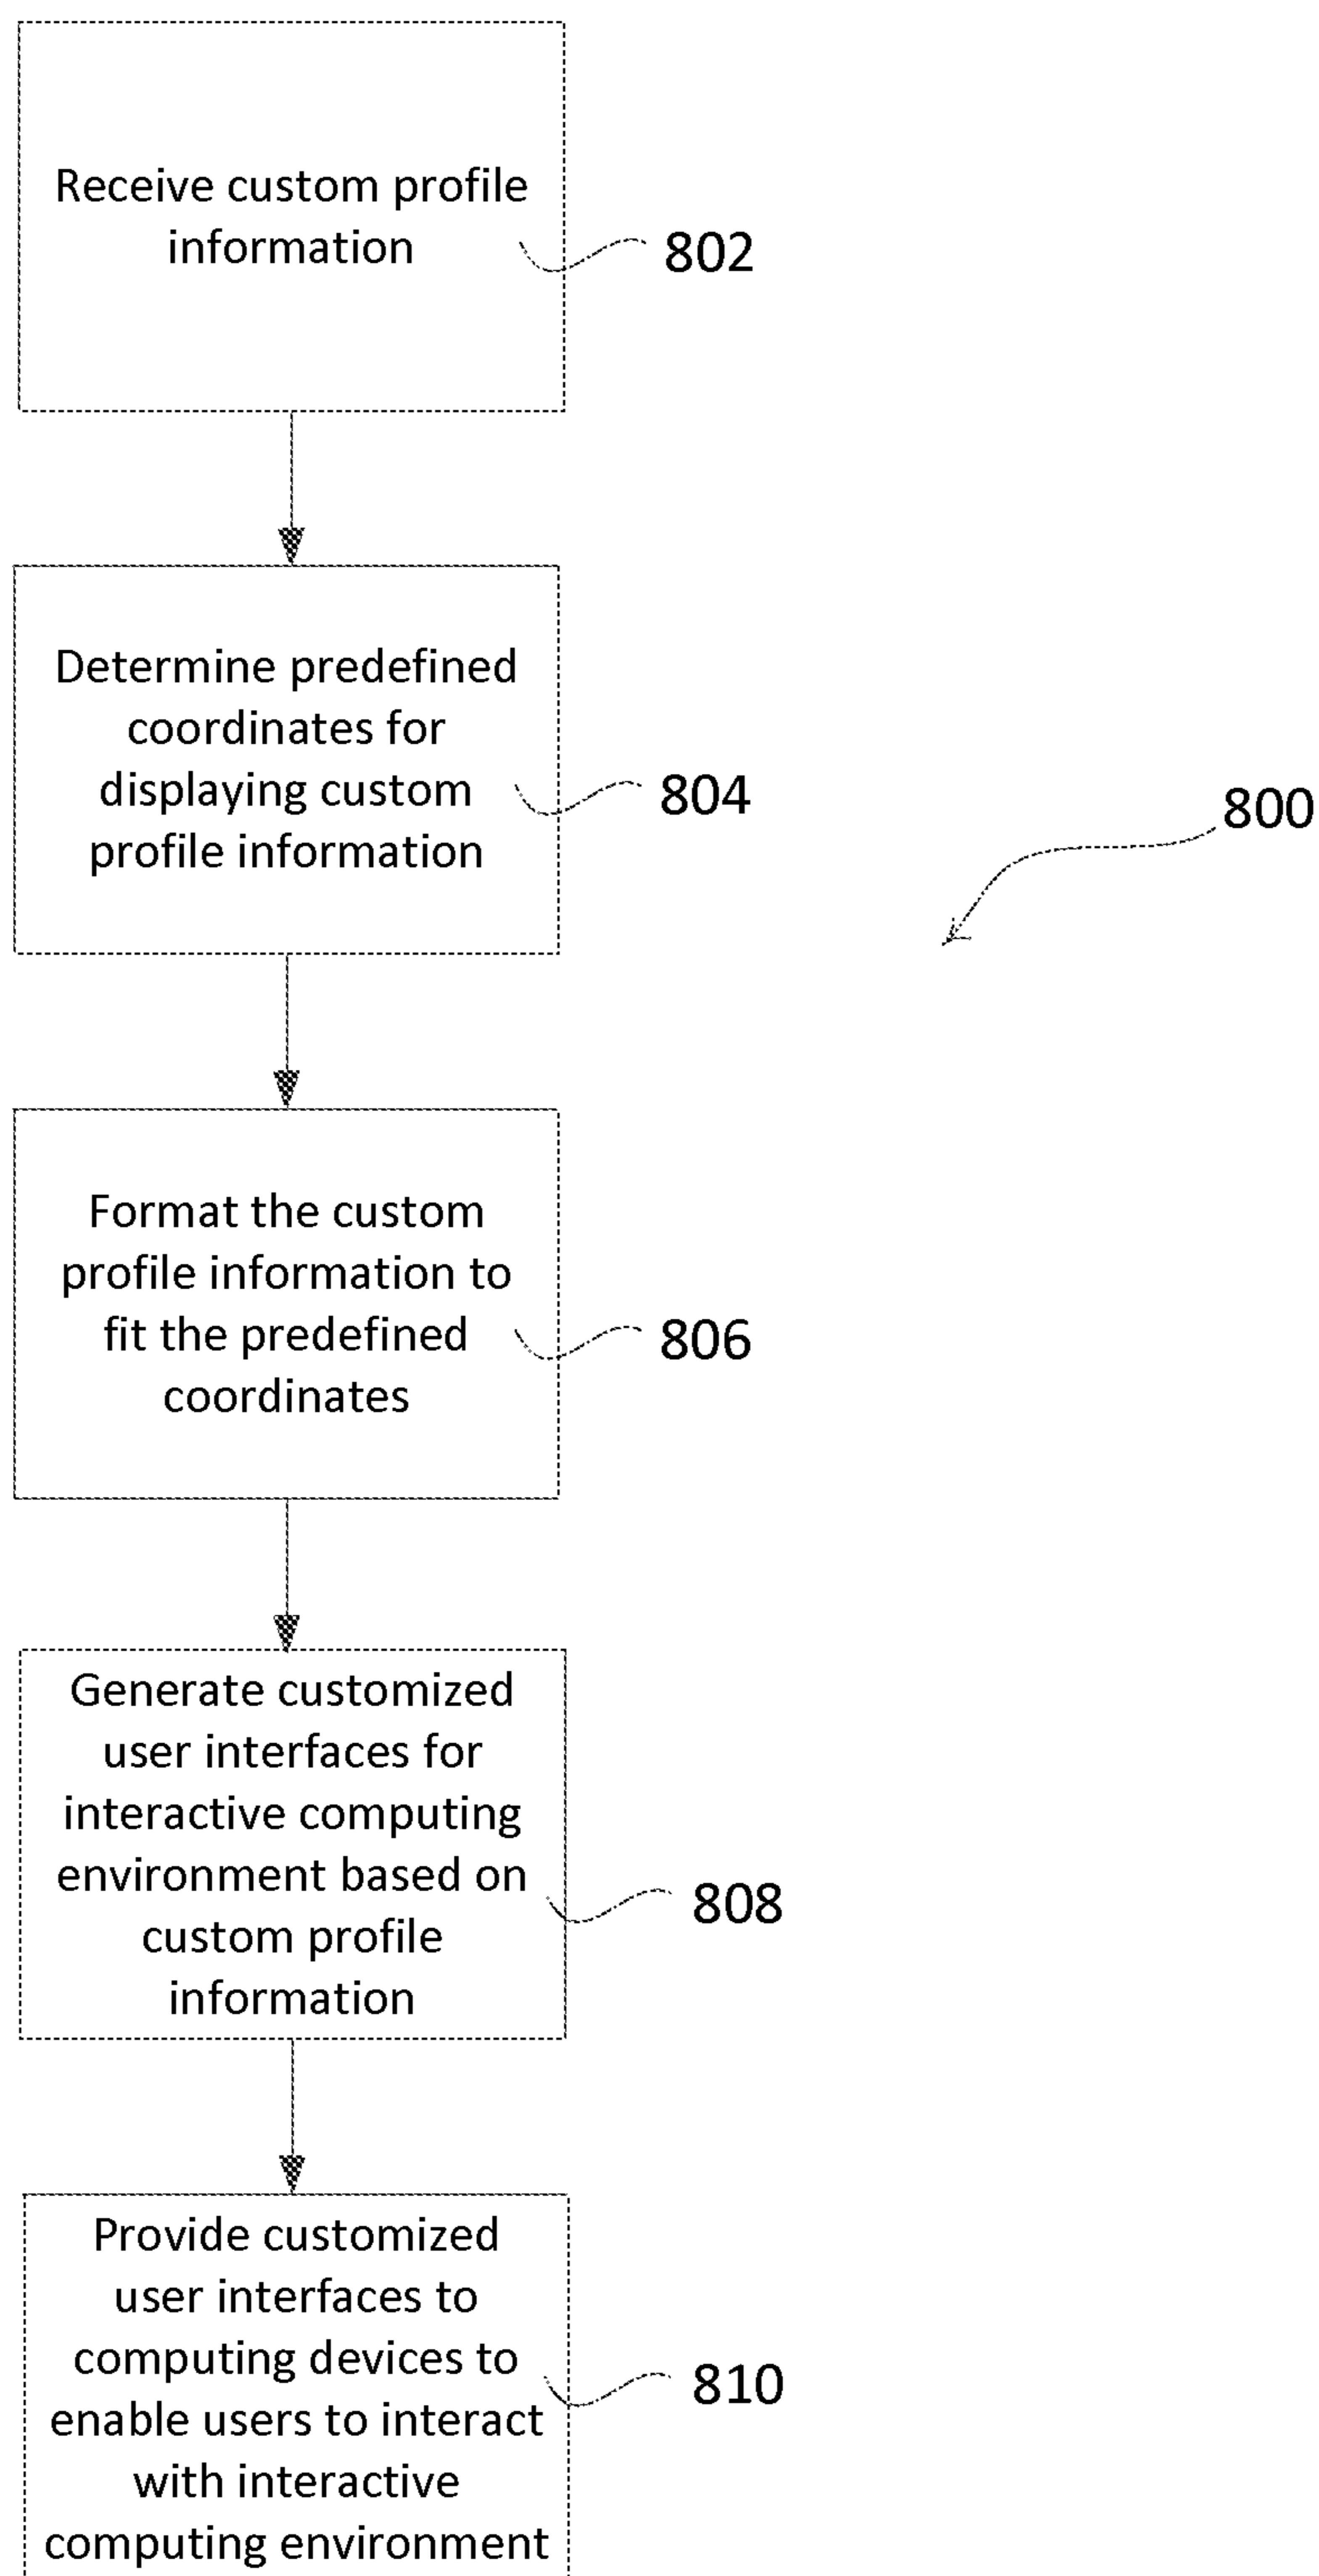 Receive custom profile
information
802
Determine predefined
coordinates for
displaying custom
profile information
804
800
Format the custom
profile information to
fit the predefined
coordinates
806
Generate customized
user interfaces for
interactive computing
environment based on
custom profile
information
808
Provide customized
user interfaces to
computing devices to
enable users to interact
with interactive
computing environment
810